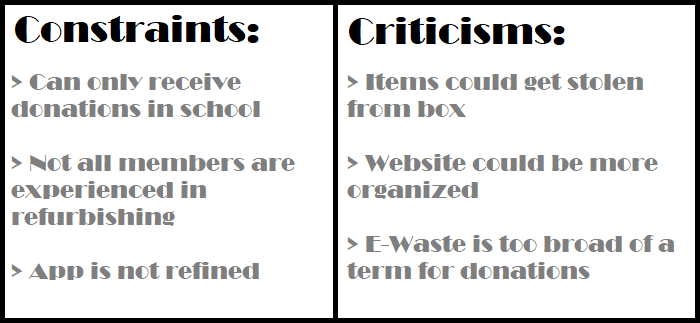 Constraints:
> Can only receive
donations in school
> Not all members are
experienced in
refurbishing
> App is not refined
Criticisms:
> Items could get stolen
from box
> Website could be more
organized
> E-Waste is too broad of a
term for donations